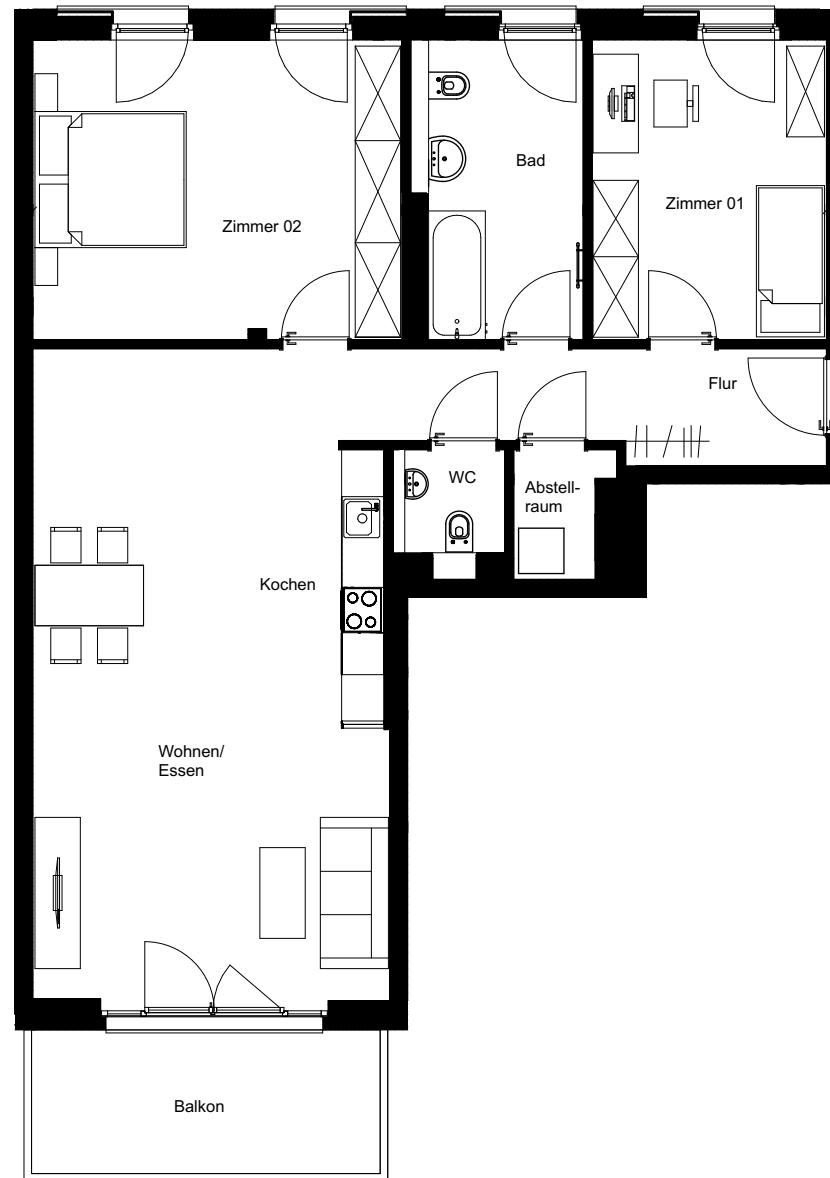 Bad
Zimmer 01
Zimmer 02
Flur
WC
Abstell-
raum
Kochen
Wohnen/
Essen
Balkon